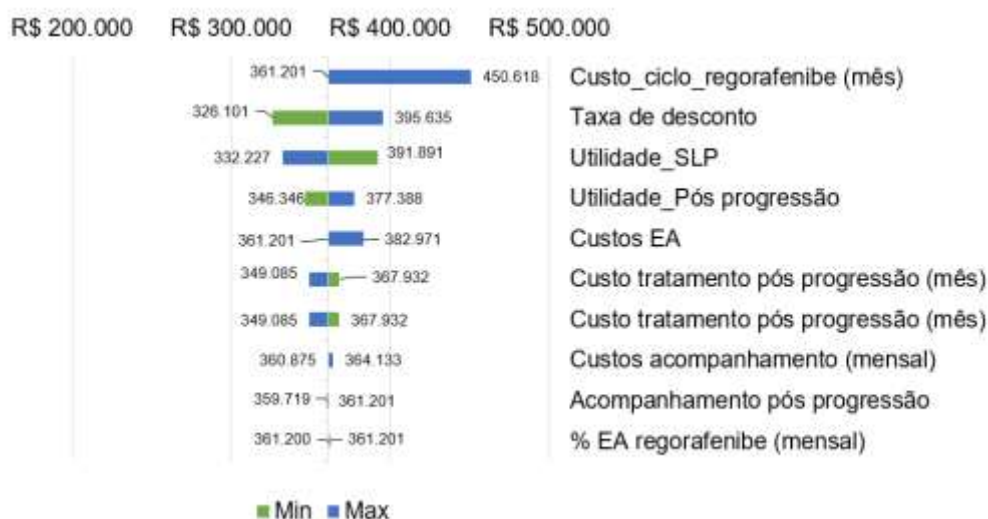 R$ 200.000 R$ 300.000 R$ 400.000 R$ 500.000
361.201 450.618 Custo_ciclo_regorafenibe (mês)
326.101 395.635 Taxa de desconto
332.227 391.891 Utilidade_SLP
346.346 377.388 Utilidade_Pós progressão
361.201 382.971 Custos EA
349.085 367.932 Custo tratamento pós progressão (mês)
349.085 367.932 Custo tratamento pós progressão (mês)
360.875 364.133 Custos acompanhamento (mensal)
359.719 361.201 Acompanhamento pós progressão
361.200 361.201 % EA regorafenibe (mensal)
Min Max